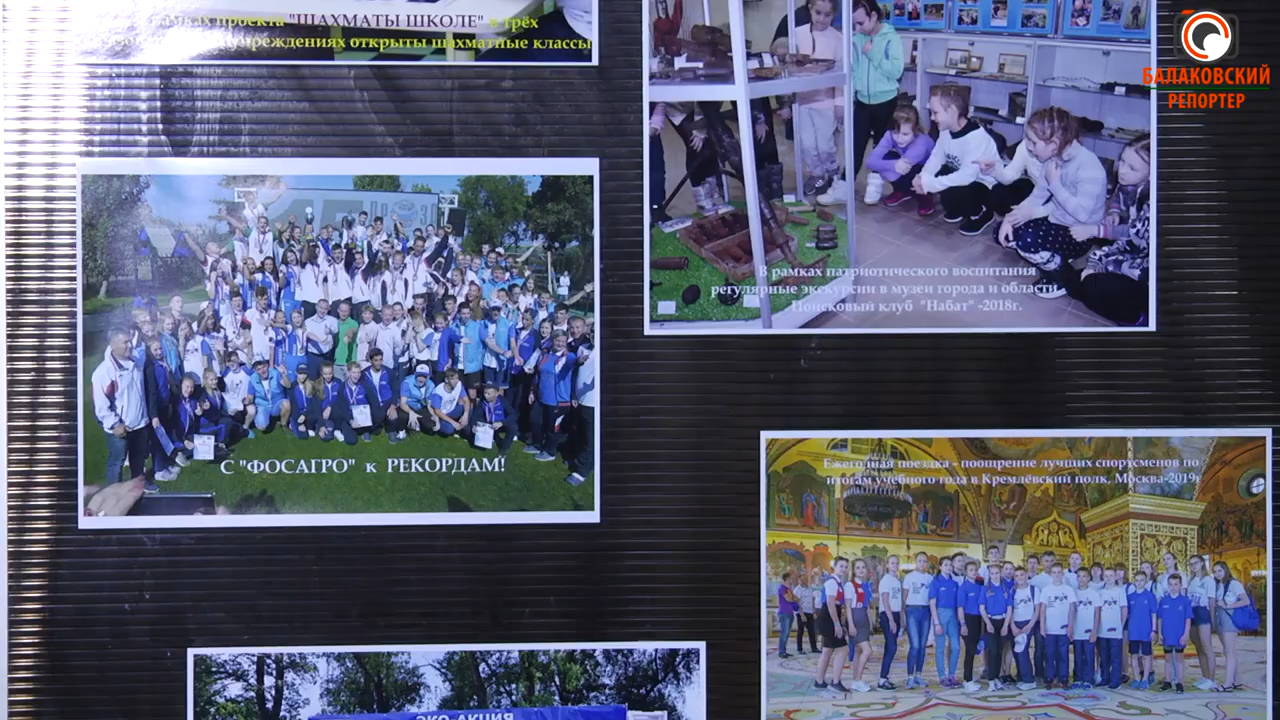 рамках проекта "ШАХМАТЫ ШКОЛЕ" в трёх
учреждениях открыты шахматные классы
БАЛАКОВСКИЙ
РЕПОРТЕР
В рамках патриотического воспитания
регулярные экскурсии в музеи города и области
Поисковый клуб "Набат" -2018г.
С "ФОСАГРО" к РЕКОРДАМ!
Ежегодная поездка - поощрение лучших спортсменов по
итогам учебного года в Кремлёвский полк, Москва-2019г
ЭКО-АКЦИЯ